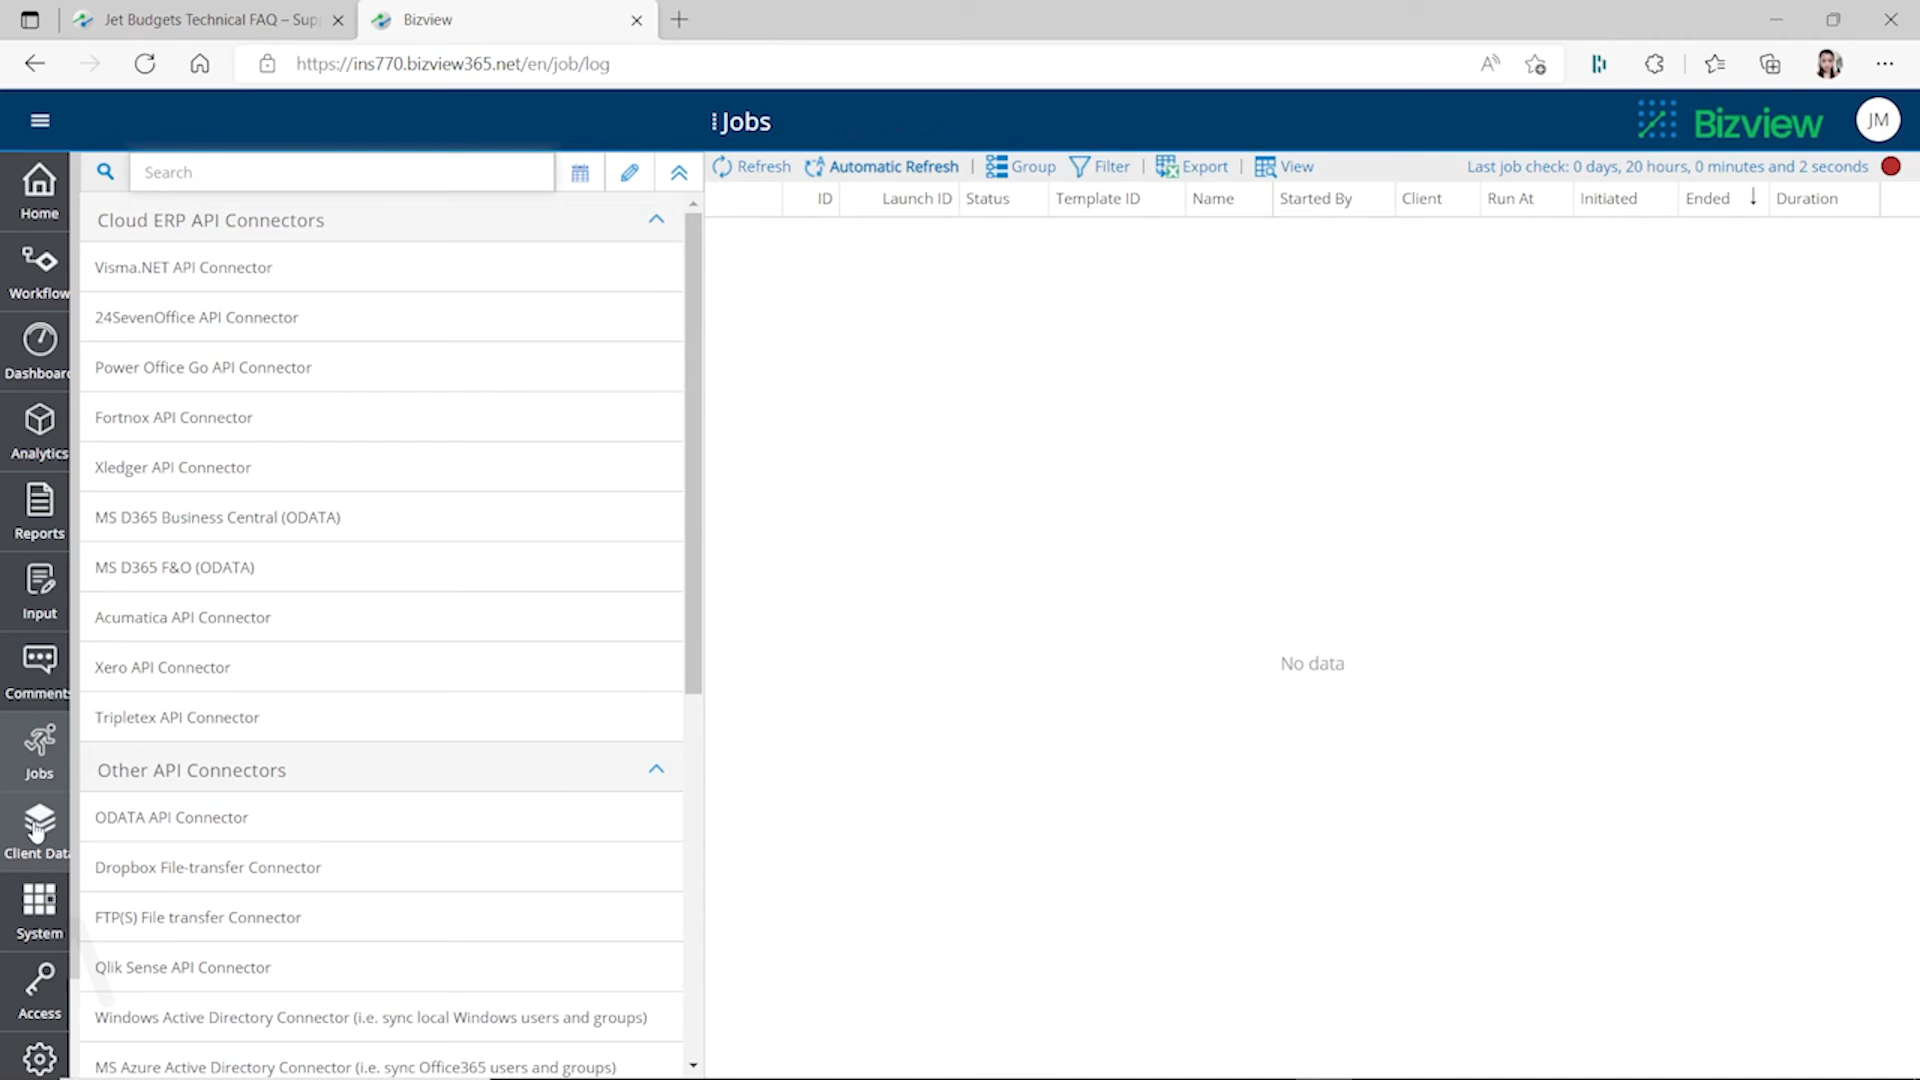 Jet Budgets Technical FAQ – Sup
Bizview
https://ins770.bizview365.net/en/job/log
Jobs
Bizview
JM
Home
Workflow
Dashboard
Analytics
Reports
Input
Comments
Jobs
Client Data
System
Access
Search
Cloud ERP API Connectors
Visma.NET API Connector
24SevenOffice API Connector
Power Office Go API Connector
Fortnox API Connector
Xledger API Connector
MS D365 Business Central (ODATA)
MS D365 F&O (ODATA)
Acumatica API Connector
Xero API Connector
Tripletex API Connector
Other API Connectors
ODATA API Connector
Dropbox File-transfer Connector
FTP(S) File transfer Connector
Qlik Sense API Connector
Windows Active Directory Connector (i.e. sync local Windows users and groups)
MS Azure Active Directory Connector (i.e. sync Office365 users and groups)
Refresh Automatic Refresh | Group Filter | Export | View Last job check: 0 days, 20 hours, 0 minutes and 2 seconds
ID Launch ID Status Template ID Name Started By Client Run At Initiated Ended Duration
No data